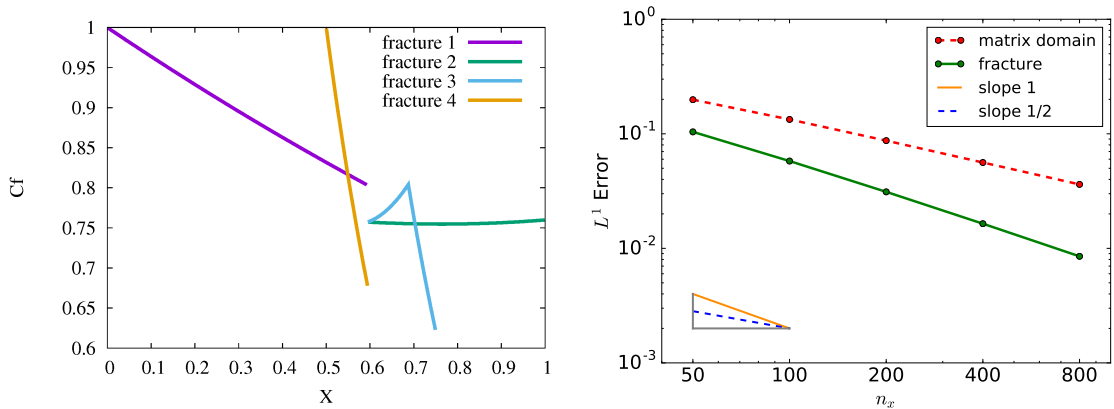 1
0.95
0.9
0.85
0.8
0.75
0.7
0.65
0.6
0 0.1 0.2 0.3 0.4 0.5 0.6 0.7 0.8 0.9 1
Cf
X
fracture 1
fracture 2
fracture 3
fracture 4
10^0
10^-1
10^-2
10^-3
50 100 200 400 800
L^1 Error
n_x
matrix domain
fracture
slope 1
slope 1/2